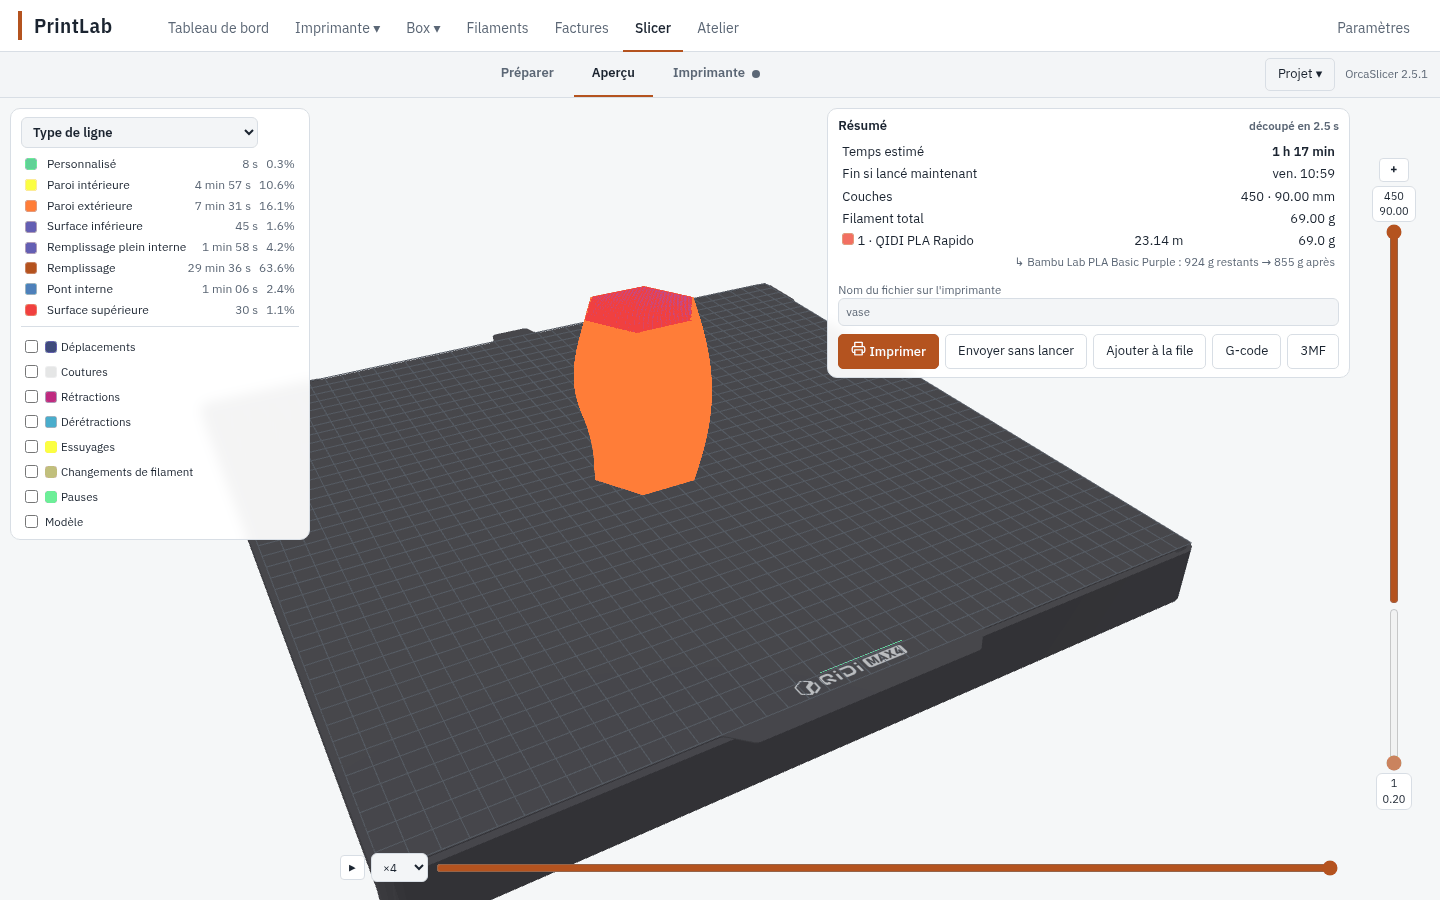 PrintLab
Tableau de bord
Imprimante ▾
Box ▾
Filaments
Factures
Slicer
Atelier
Paramètres
Préparer
Aperçu
Imprimante
Projet ▾
OrcaSlicer 2.5.1
Type de ligne
Personnalisé 8 s 0.3%
Paroi intérieure 4 min 57 s 10.6%
Paroi extérieure 7 min 31 s 16.1%
Surface inférieure 45 s 1.6%
Remplissage plein interne 1 min 58 s 4.2%
Remplissage 29 min 36 s 63.6%
Pont interne 1 min 06 s 2.4%
Surface supérieure 30 s 1.1%
Déplacements
Coutures
Rétractions
Dérétractions
Essuyages
Changements de filament
Pauses
Modèle
Résumé découpé en 2.5 s
Temps estimé 1 h 17 min
Fin si lancé maintenant ven. 10:59
Couches 450 · 90.00 mm
Filament total 69.00 g
1 · QIDI PLA Rapido 23.14 m 69.0 g
↳ Bambu Lab PLA Basic Purple : 924 g restants → 855 g après
Nom du fichier sur l'imprimante
vase
Imprimer
Envoyer sans lancer
Ajouter à la file
G-code
3MF
+
450
90.00
1
0.20
QIDI MAX4
×4